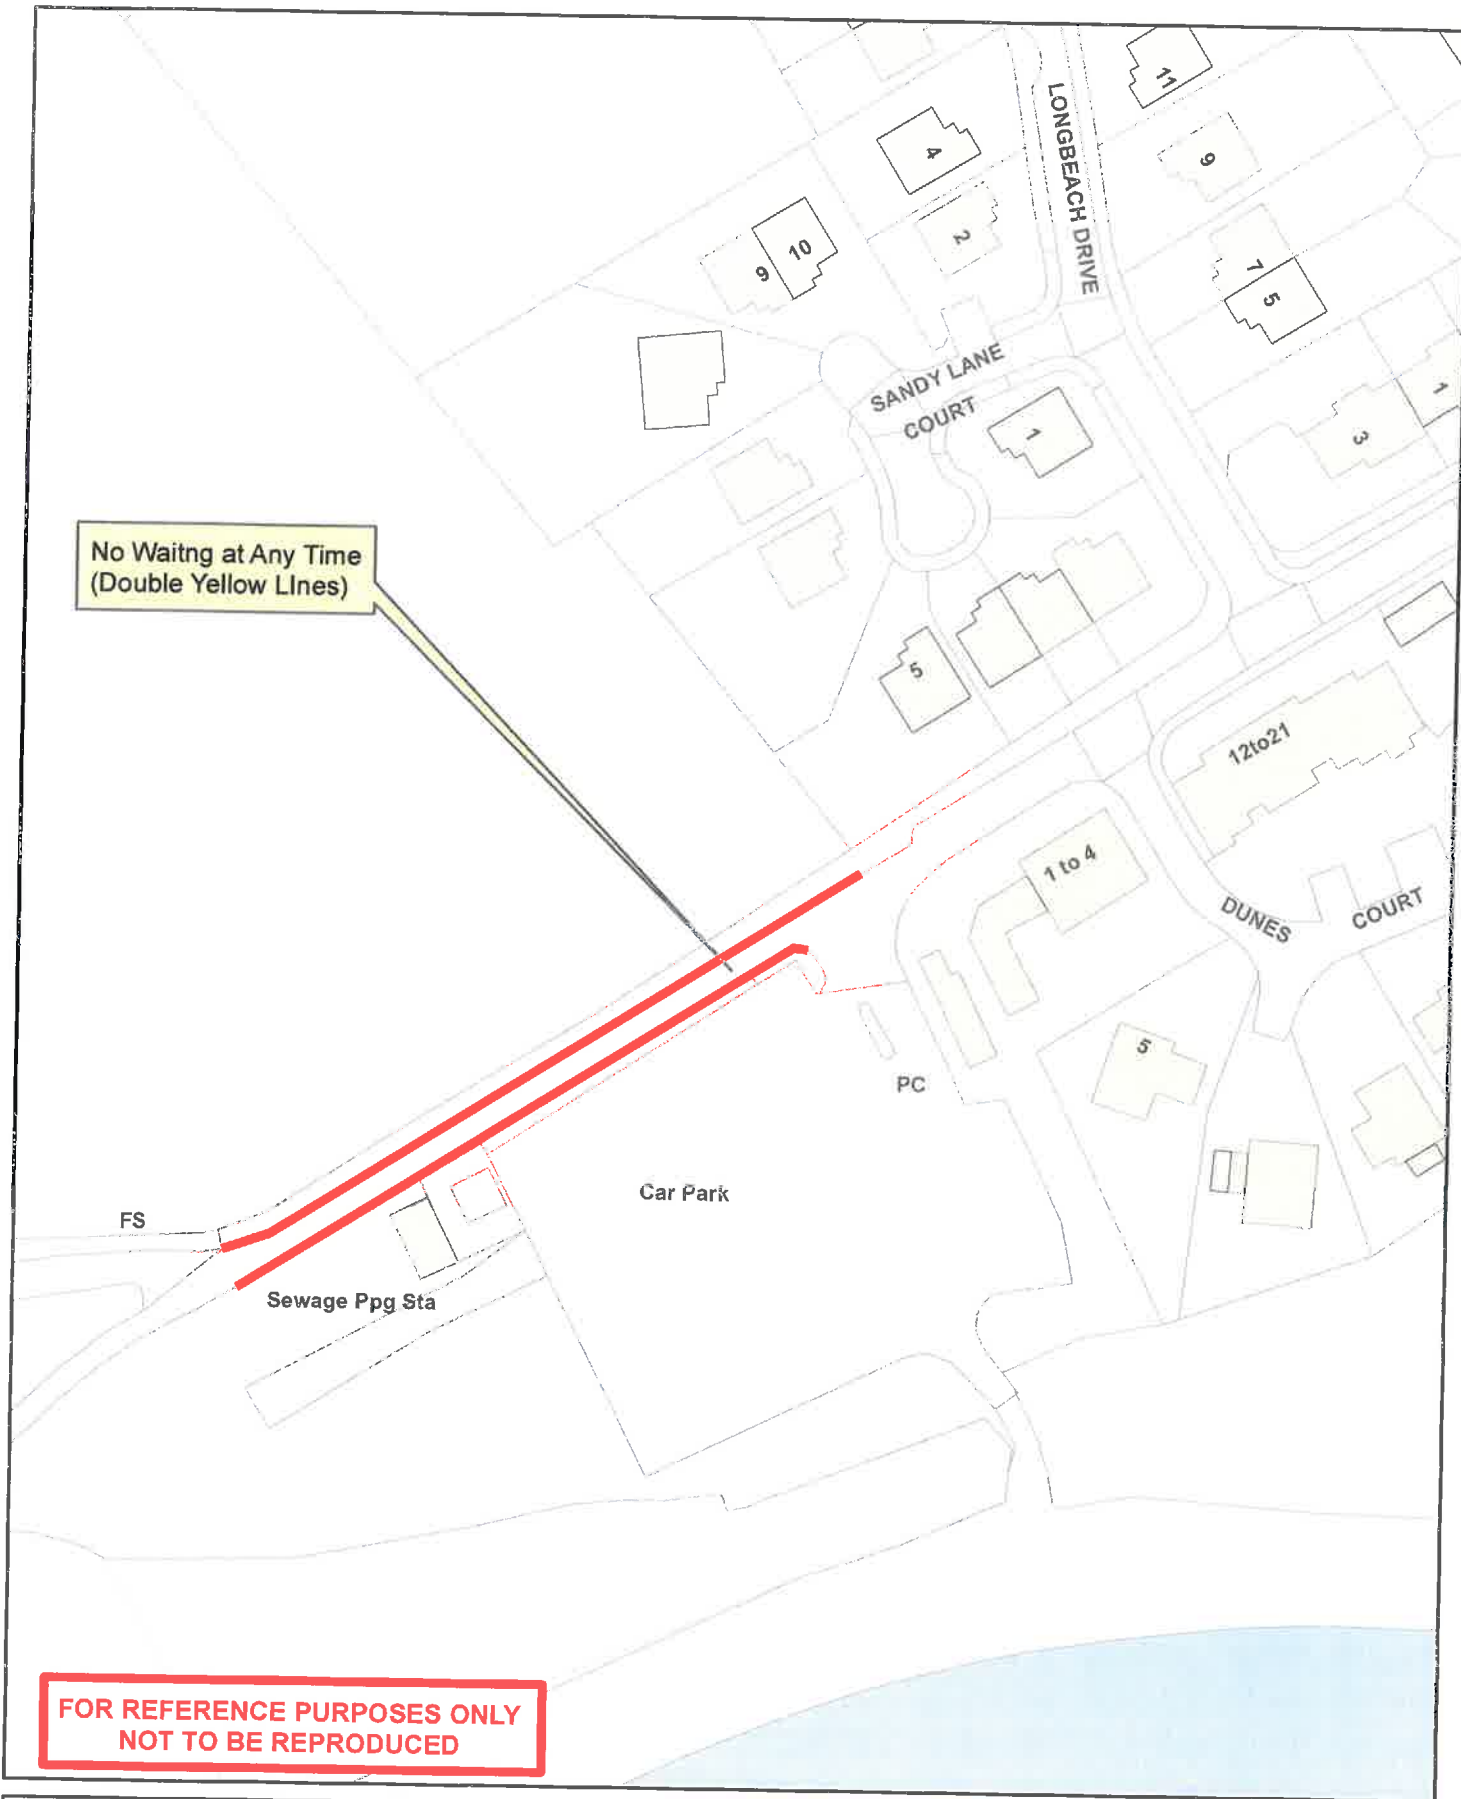 11
LONGBEACH DRIVE
4
9
2
10
9
7
5
SANDY LANE
COURT
1
1
3
No Waitng at Any Time
(Double Yellow LInes)
5
12to21
1 to 4
DUNES
COURT
5
PC
Car Park
FS
Sewage Ppg Sta
FOR REFERENCE PURPOSES ONLY
NOT TO BE REPRODUCED